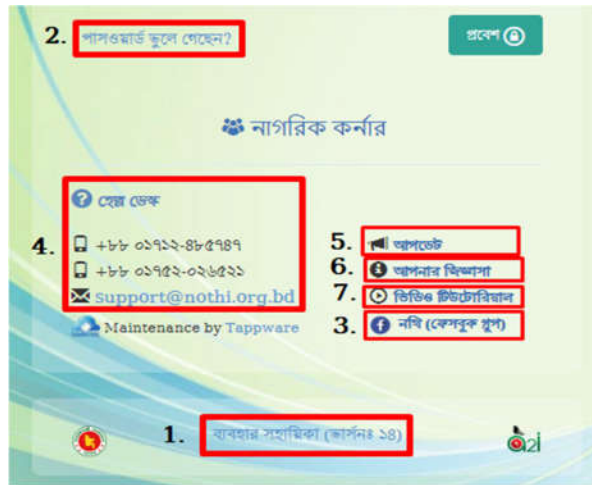 2. পাসওয়ার্ড ভুলে গেছেন?
প্রবেশ
নাগরিক কর্নার
হেল্প ডেস্ক
4. +৮৮ ০১৭১২-৪৮৫৭৪৭
+৮৮ ০১৭৫২-০২৬৫২১
support@nothi.org.bd
Maintenance by Tappware
5. আপডেট
6. আপনার জিজ্ঞাসা
7. ভিডিও টিউটোরিয়াল
3. নথি (ফেসবুক গ্রুপ)
1. ব্যবহার সহায়িকা (ভার্সনঃ ১৪)
a2i